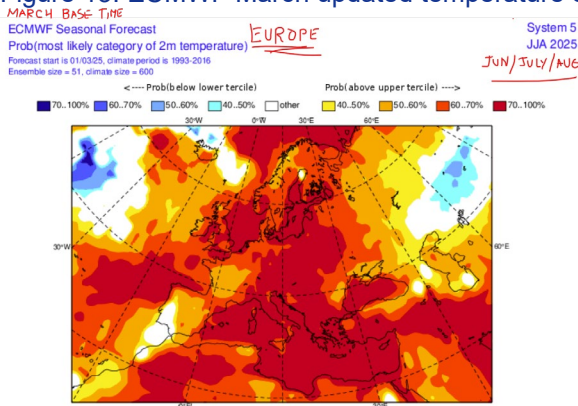 MARCH BASE TIME
ECMWF Seasonal Forecast
EUROPE
System 5
Prob(most likely category of 2m temperature)
JJA 2025
Forecast start is 01/03/25, climate period is 1993-2016
JUN/JULY/AUG
Ensemble size = 51, climate size = 600
<---- Prob(below lower tercile)
Prob(above upper tercile) ---->
70..100% 60..70% 50..60% 40..50% other 40..50% 50..60% 60..70% 70..100%
30°W 0°W 30°E 60°E
30°W
60°E